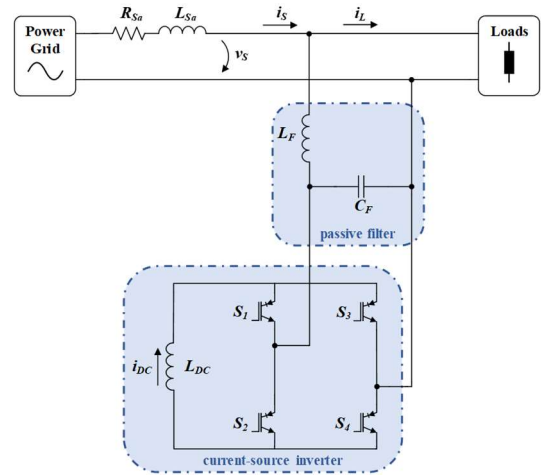 Power
Grid
R_Sa
L_Sa
i_S
i_L
v_S
Loads
L_F
C_F
passive filter
S_1
S_3
i_DC
L_DC
S_2
S_4
current-source inverter